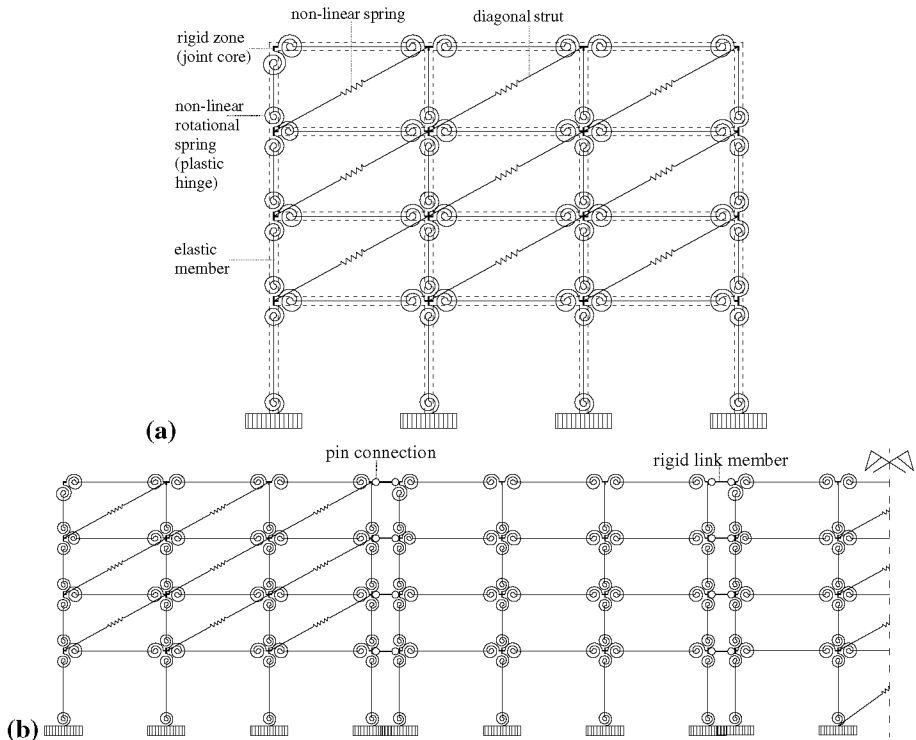 non-linear spring
diagonal strut
rigid zone
(joint core)
non-linear
rotational
spring
(plastic
hinge)
elastic
member
(a)
pin connection
rigid link member
(b)